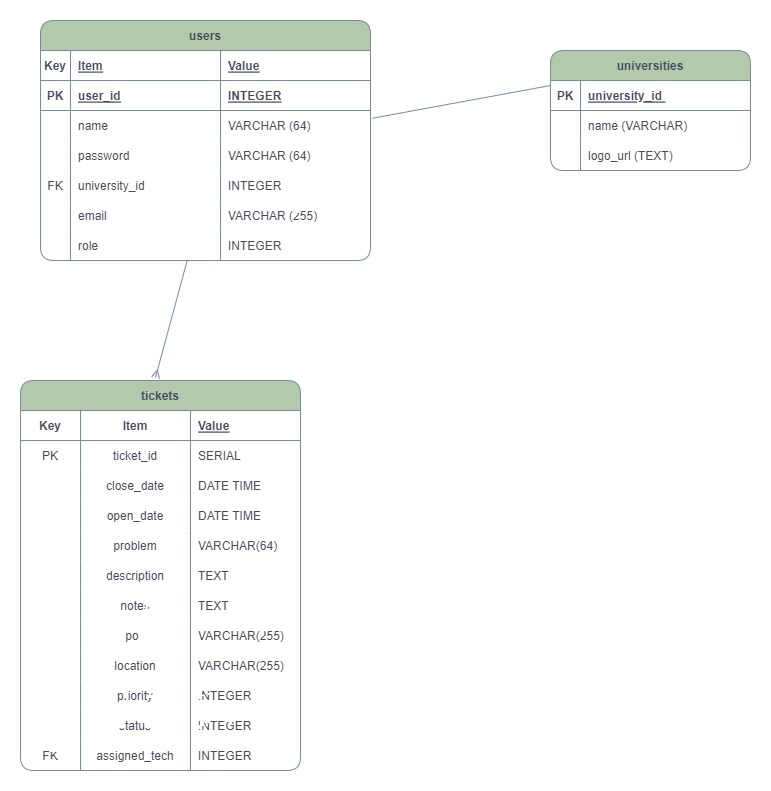 users
Key Item Value
PK user_id INTEGER
name VARCHAR (64)
password VARCHAR (64)
FK university_id INTEGER
email VARCHAR (255)
role INTEGER
universities
PK university_id
name (VARCHAR)
logo_url (TEXT)
tickets
Key Item Value
PK ticket_id SERIAL
close_date DATE TIME
open_date DATE TIME
problem VARCHAR(64)
description TEXT
TEXT
po VARCHAR(255)
location VARCHAR(255)
priority INTEGER
status INTEGER
FK assigned_tech INTEGER